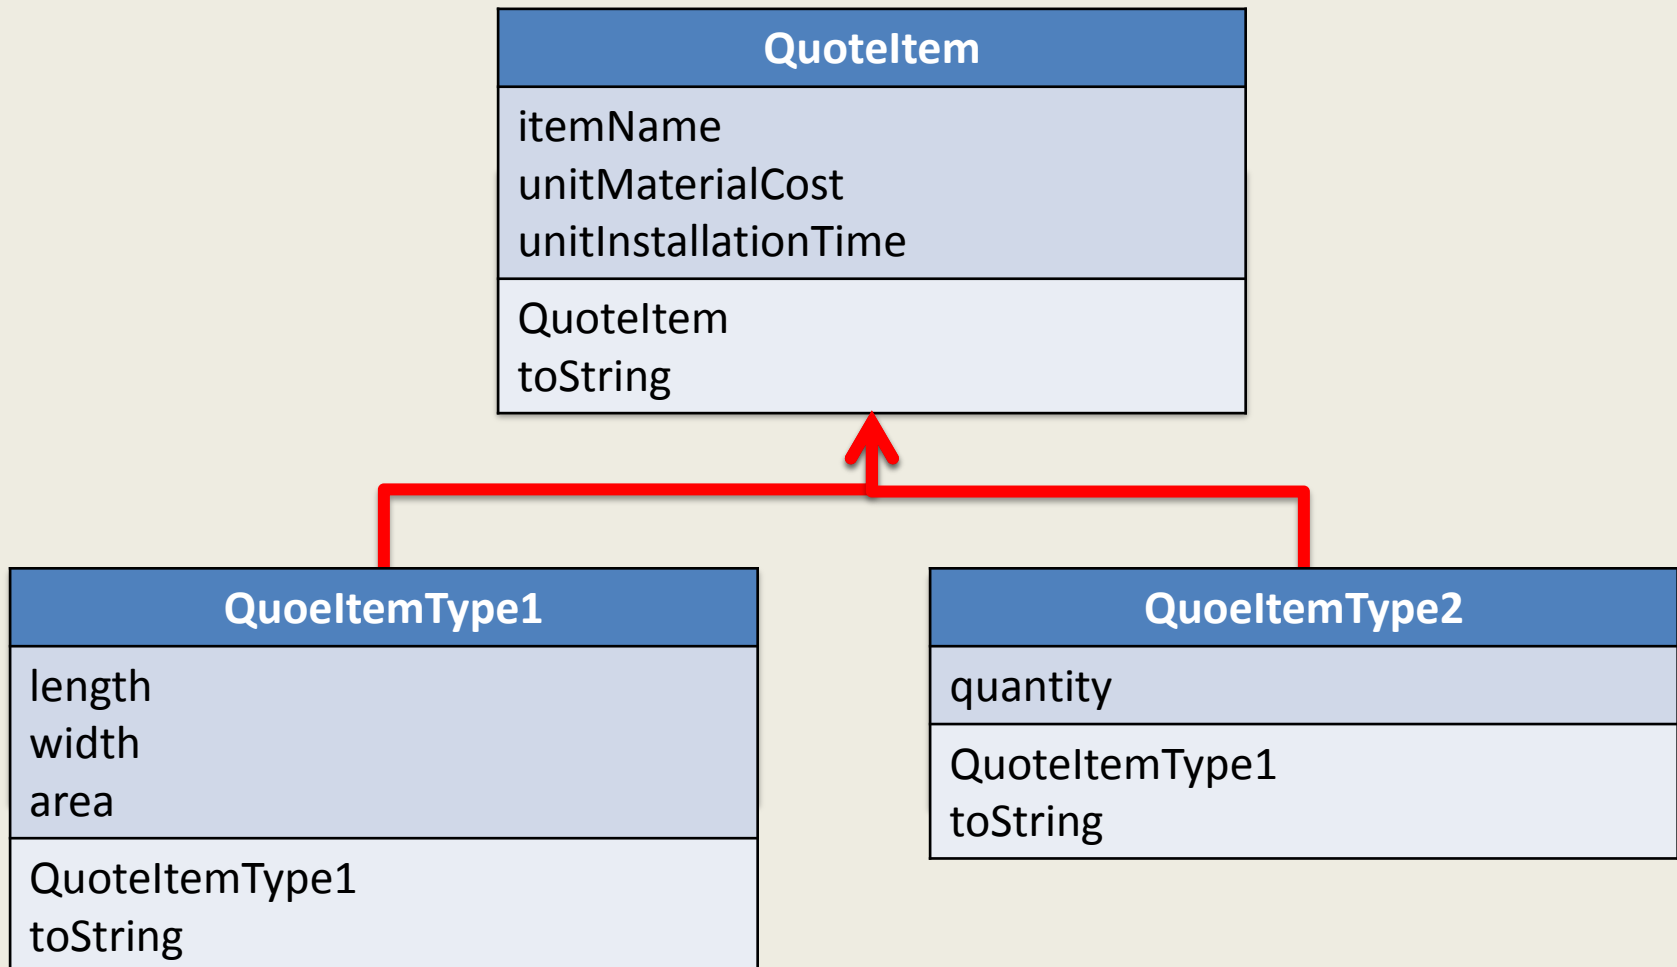 QuoteItem
itemName
unitMaterialCost
unitInstallationTime
QuoteItem
toString
QuoeItemType1
length
width
area
QuoteItemType1
toString
QuoeItemType2
quantity
QuoteItemType1
toString